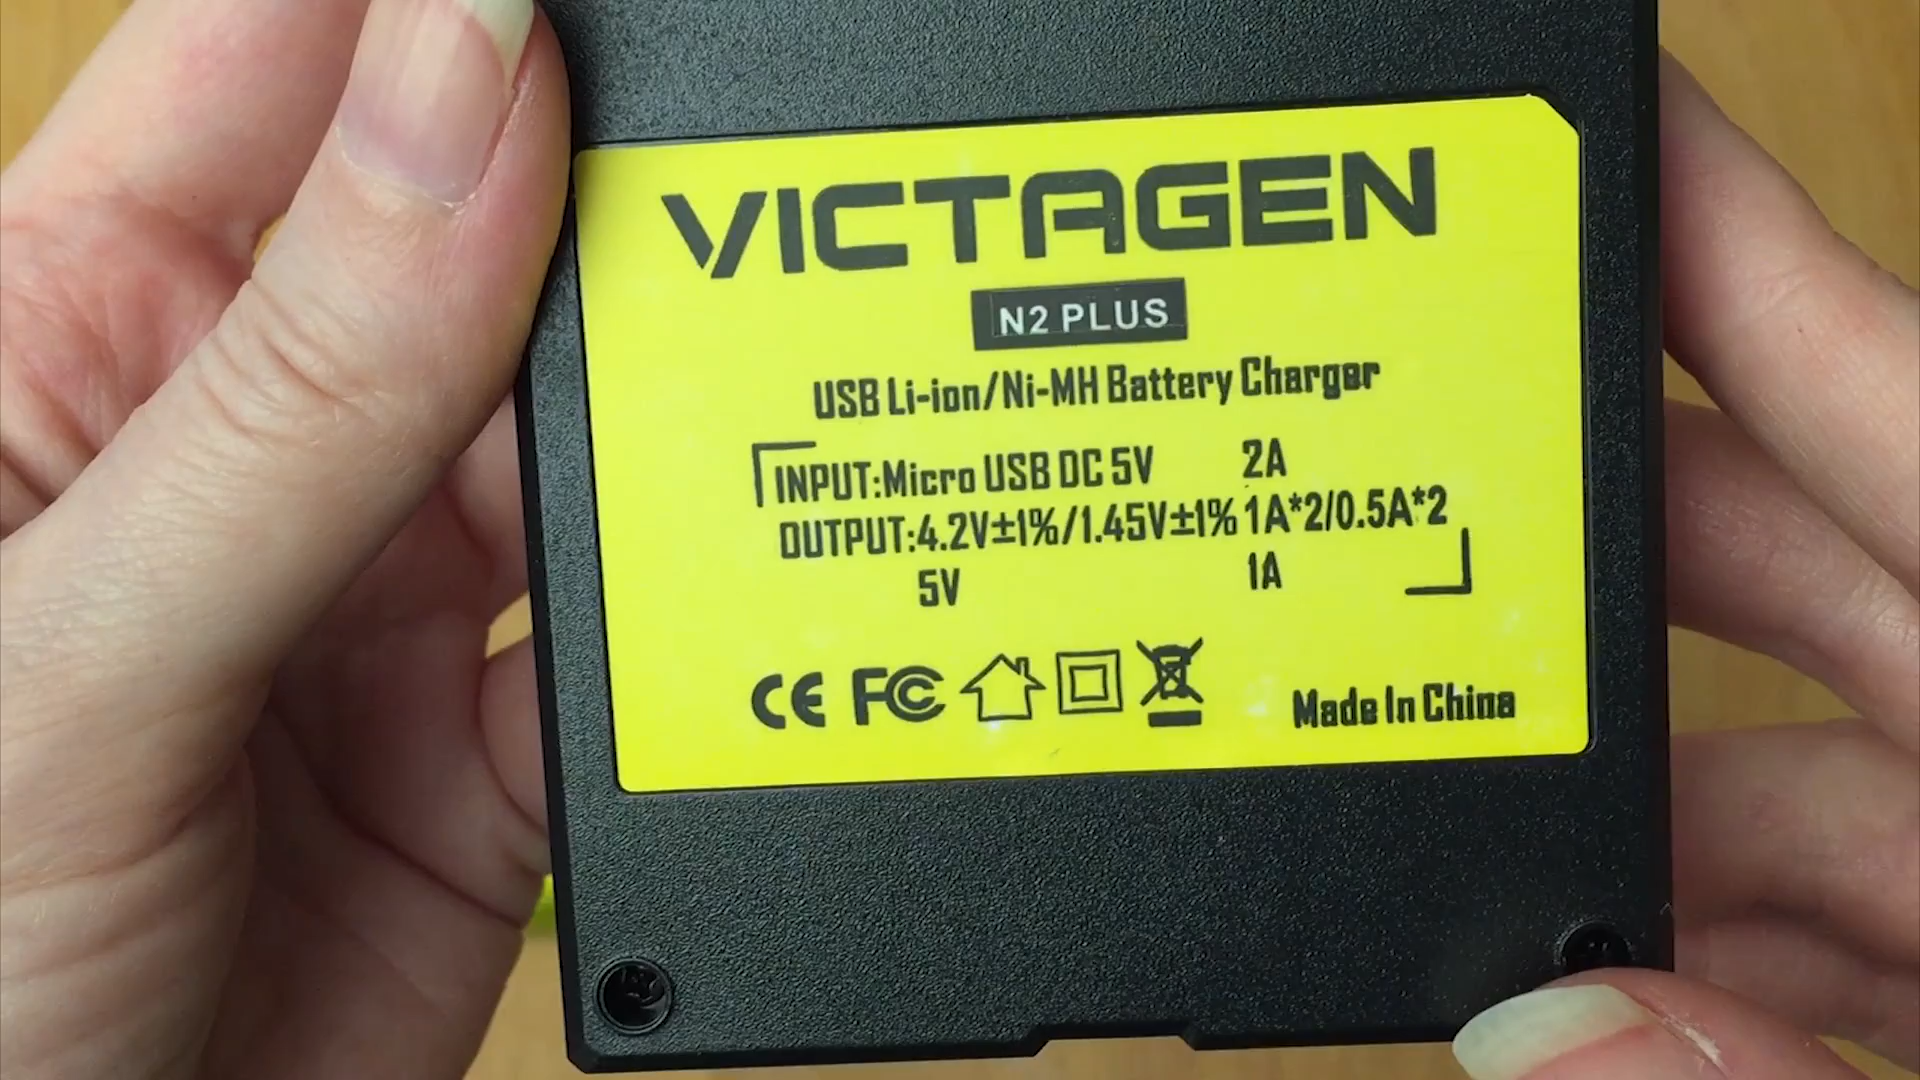 VICTAGEN
N2 PLUS
USB Li-ion/Ni-MH Battery Charger
INPUT:Micro USB DC 5V 2A
OUTPUT:4.2V±1%/1.45V±1% 1A*2/0.5A*2
5V 1A
CE FC
Made In China